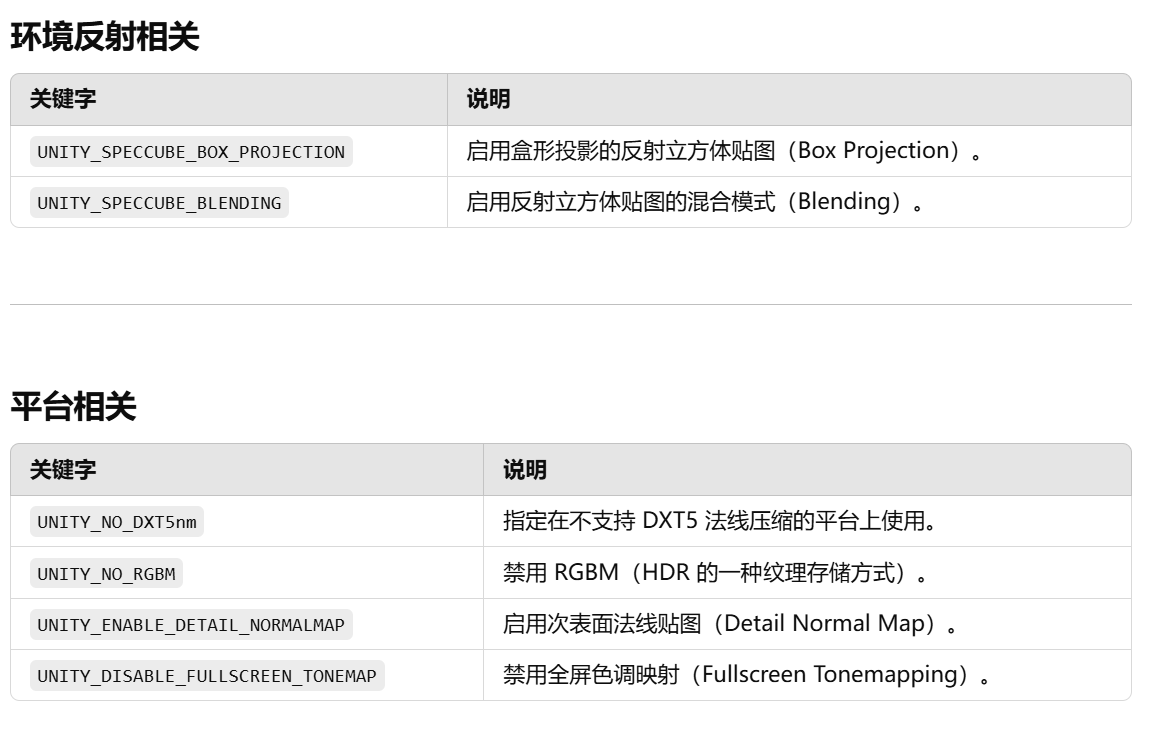 环境反射相关
关键字 说明
UNITY_SPECCUBE_BOX_PROJECTION 启用盒形投影的反射立方体贴图（Box Projection）。
UNITY_SPECCUBE_BLENDING 启用反射立方体贴图的混合模式（Blending）。
平台相关
关键字 说明
UNITY_NO_DXT5nm 指定在不支持 DXT5 法线压缩的平台上使用。
UNITY_NO_RGBM 禁用 RGBM（HDR 的一种纹理存储方式）。
UNITY_ENABLE_DETAIL_NORMALMAP 启用次表面法线贴图（Detail Normal Map）。
UNITY_DISABLE_FULLSCREEN_TONEMAP 禁用全屏色调映射（Fullscreen Tonemapping）。